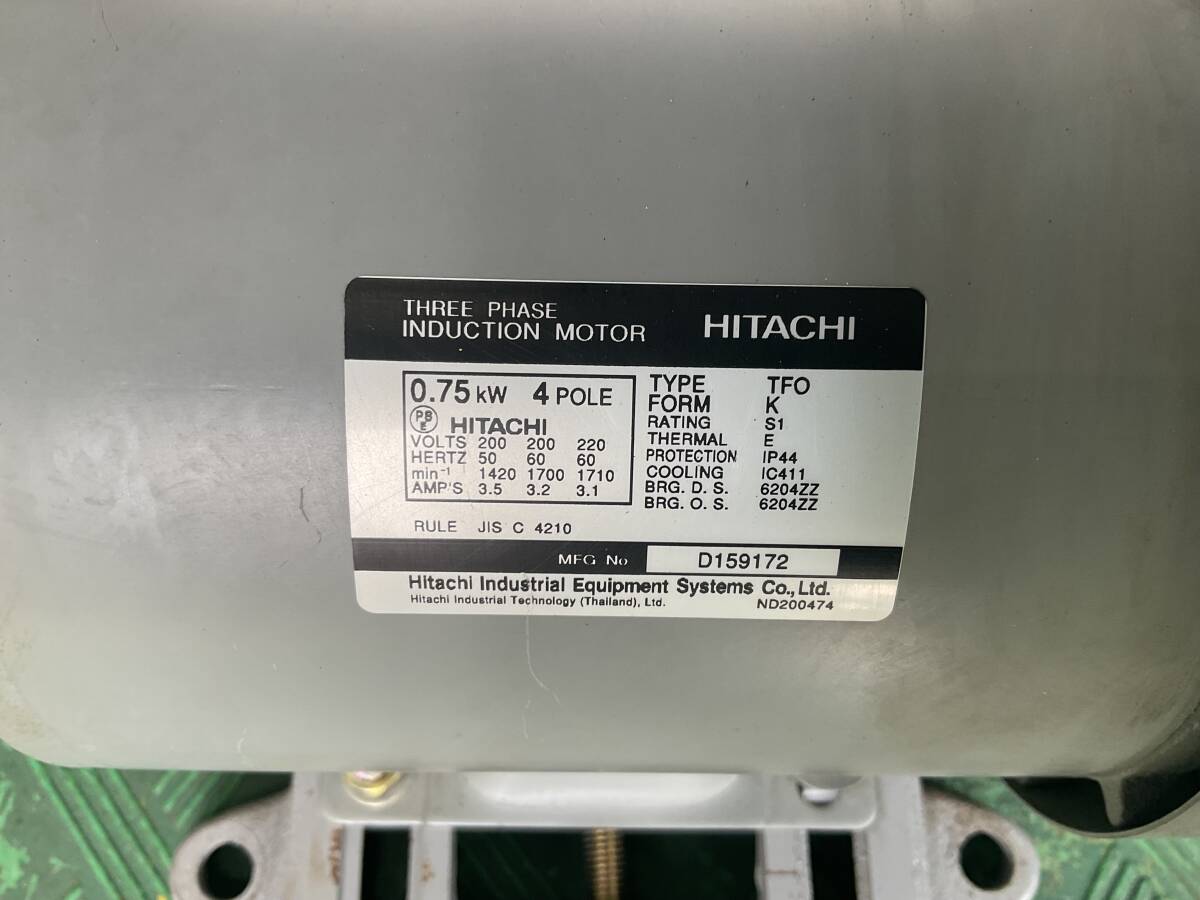 THREE PHASE
INDUCTION MOTOR
HITACHI
0.75 kW 4 POLE
PS
E
HITACHI
VOLTS 200 200 220
HERTZ 50 60 60
min⁻¹ 1420 1700 1710
AMP'S 3.5 3.2 3.1
RULE JIS C 4210
TYPE TFO
FORM K
RATING S1
THERMAL E
PROTECTION IP44
COOLING IC411
BRG. D. S. 6204ZZ
BRG. O. S. 6204ZZ
MFG No D159172
Hitachi Industrial Equipment Systems Co., Ltd.
Hitachi Industrial Technology (Thailand), Ltd. ND200474